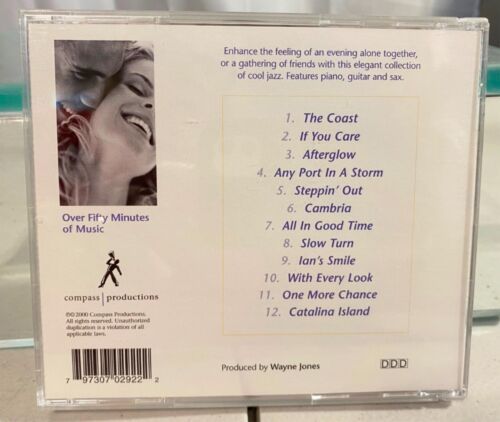 Enhance the feeling of an evening alone together,
or a gathering of friends with this elegant collection
of cool jazz. Features piano, guitar and sax.
1. The Coast
2. If You Care
3. Afterglow
4. Any Port In A Storm
5. Steppin' Out
6. Cambria
7. All In Good Time
8. Slow Turn
9. Ian's Smile
10. With Every Look
11. One More Chance
12. Catalina Island
Over Fifty Minutes
of Music
compass | productions
℗©2000 Compass Productions.
All rights reserved. Unauthorized
duplication is a violation of all
applicable laws.
7 97307 02922 2
Produced by Wayne Jones
DDD